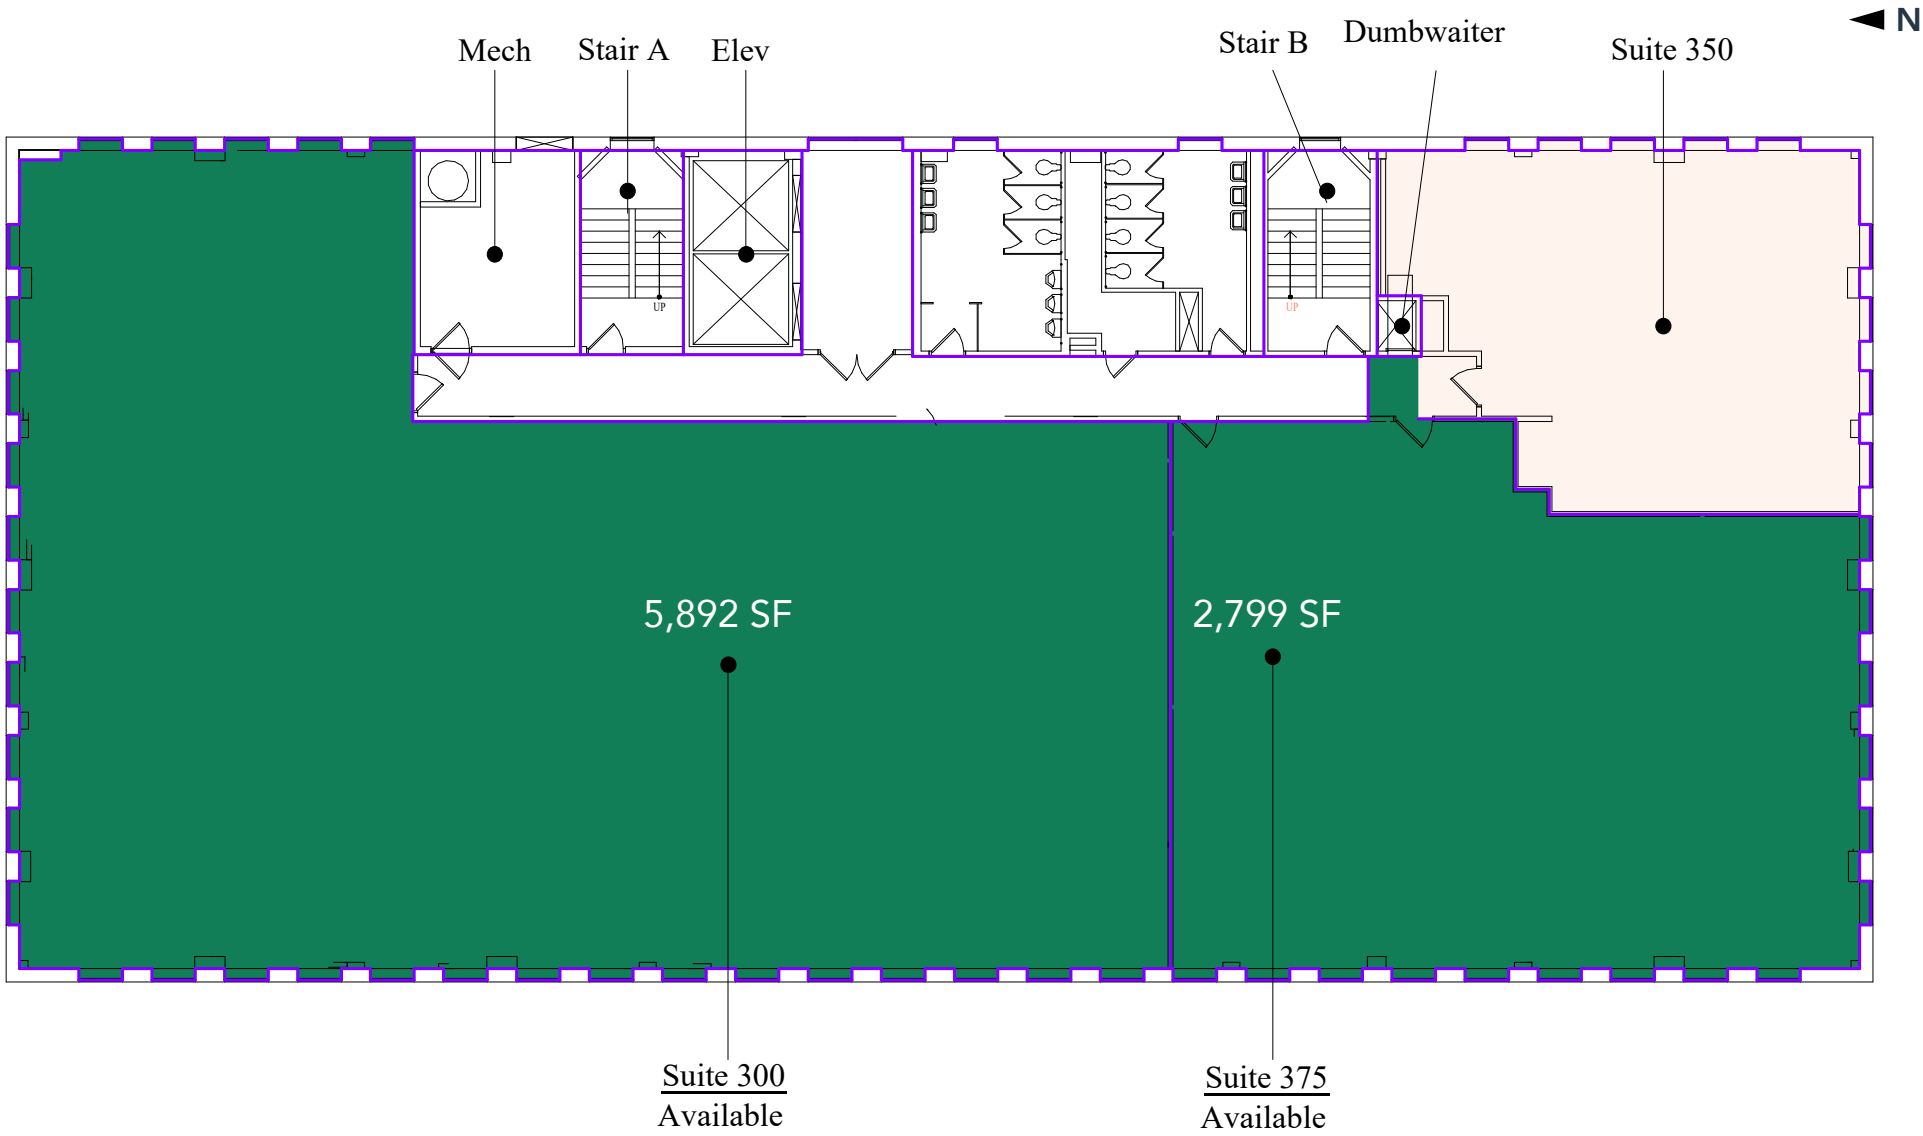 N
Mech
Stair A
Elev
Stair B
Dumbwaiter
Suite 350
UP
UP
5,892 SF
2,799 SF
Suite 300
Available
Suite 375
Available